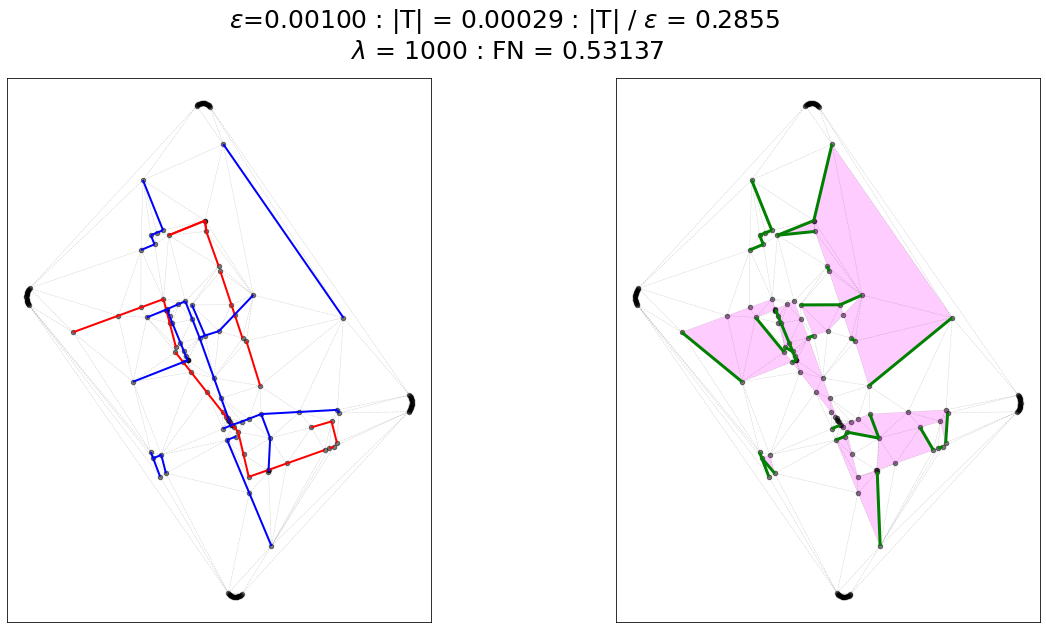 ε=0.00100 : |T| = 0.00029 : |T| / ε = 0.2855
λ = 1000 : FN = 0.53137